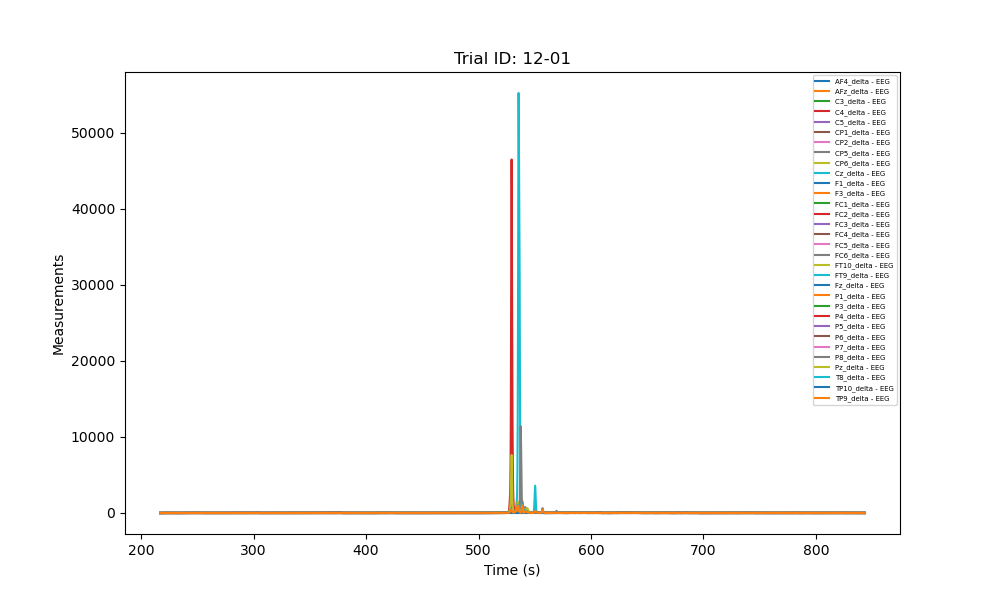 Trial ID: 12-01
Measurements
50000
40000
30000
20000
10000
0
200
300
400
500
600
700
800
Time (s)
AF4_delta - EEG
AFz_delta - EEG
C3_delta - EEG
C4_delta - EEG
C5_delta - EEG
CP1_delta - EEG
CP2_delta - EEG
CP5_delta - EEG
CP6_delta - EEG
Cz_delta - EEG
F1_delta - EEG
F3_delta - EEG
FC1_delta - EEG
FC2_delta - EEG
FC3_delta - EEG
FC4_delta - EEG
FC5_delta - EEG
FC6_delta - EEG
FT10_delta - EEG
FT9_delta - EEG
Fz_delta - EEG
P1_delta - EEG
P3_delta - EEG
P4_delta - EEG
P5_delta - EEG
P6_delta - EEG
P7_delta - EEG
P8_delta - EEG
Pz_delta - EEG
T8_delta - EEG
TP10_delta - EEG
TP9_delta - EEG